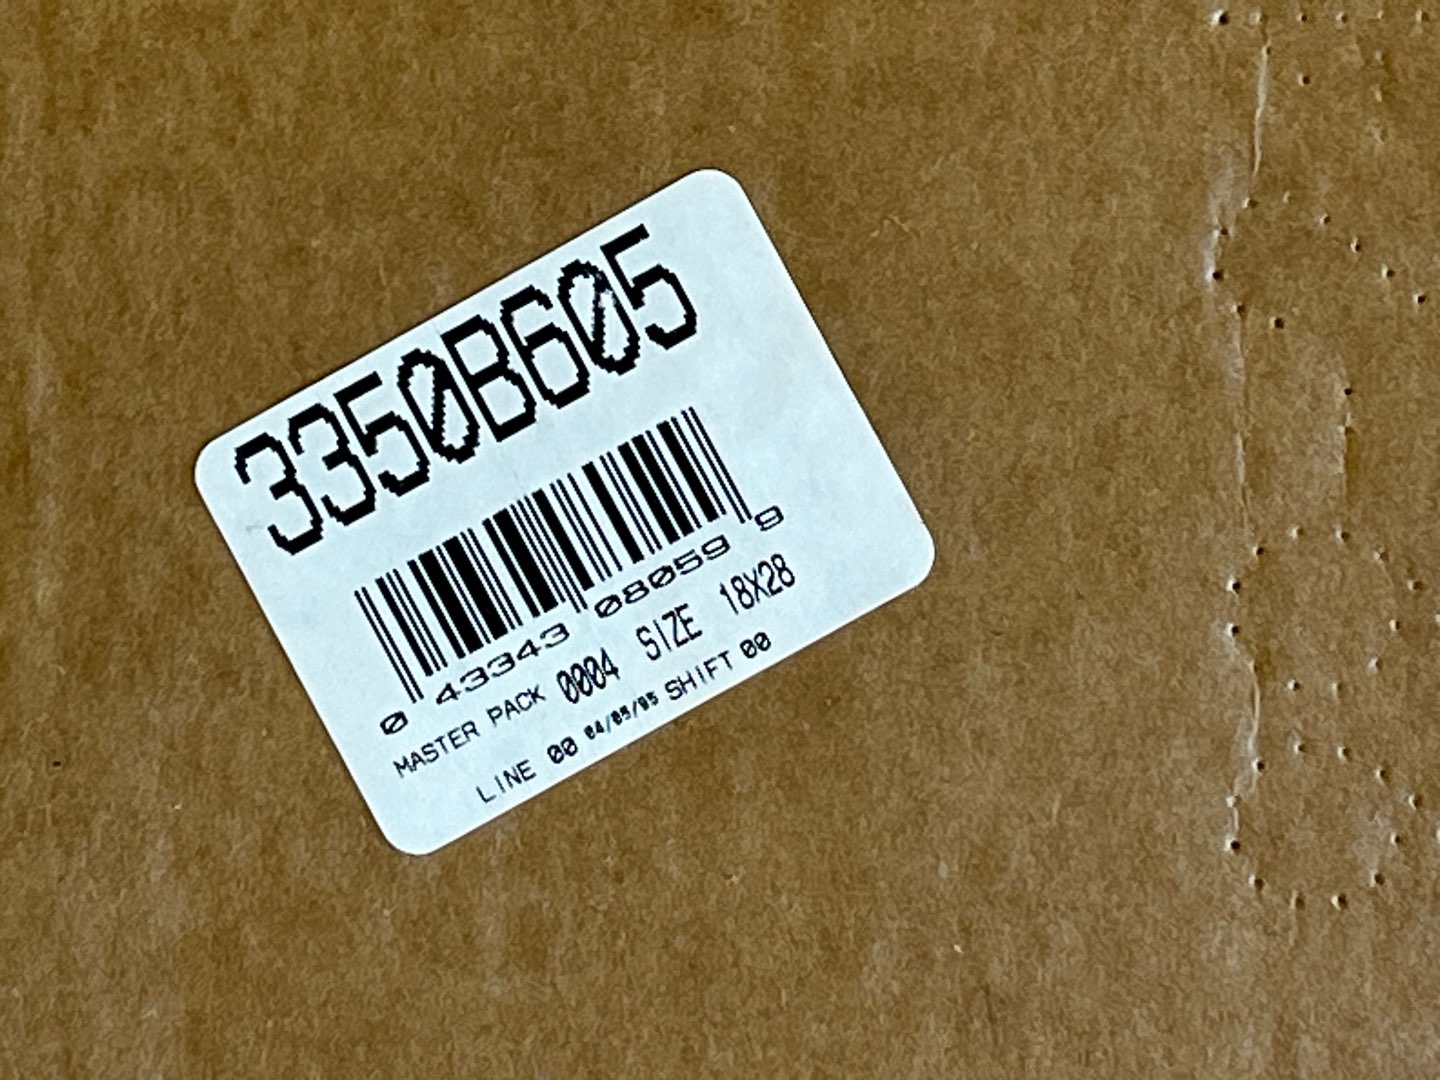 3350B605
0 43343 08059 9
MASTER PACK 0004 SIZE 18X28
LINE 00 04/05/05 SHIFT 00